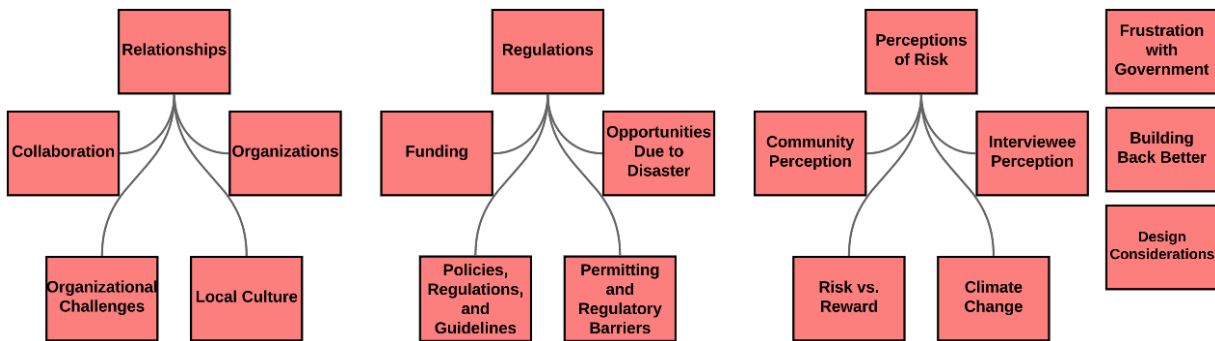 Relationships
Collaboration
Organizations
Organizational
Challenges
Local Culture
Regulations
Funding
Opportunities
Due to
Disaster
Policies,
Regulations,
and
Guidelines
Permitting
and
Regulatory
Barriers
Perceptions
of Risk
Community
Perception
Interviewee
Perception
Risk vs.
Reward
Climate
Change
Frustration
with
Government
Building
Back Better
Design
Considerations